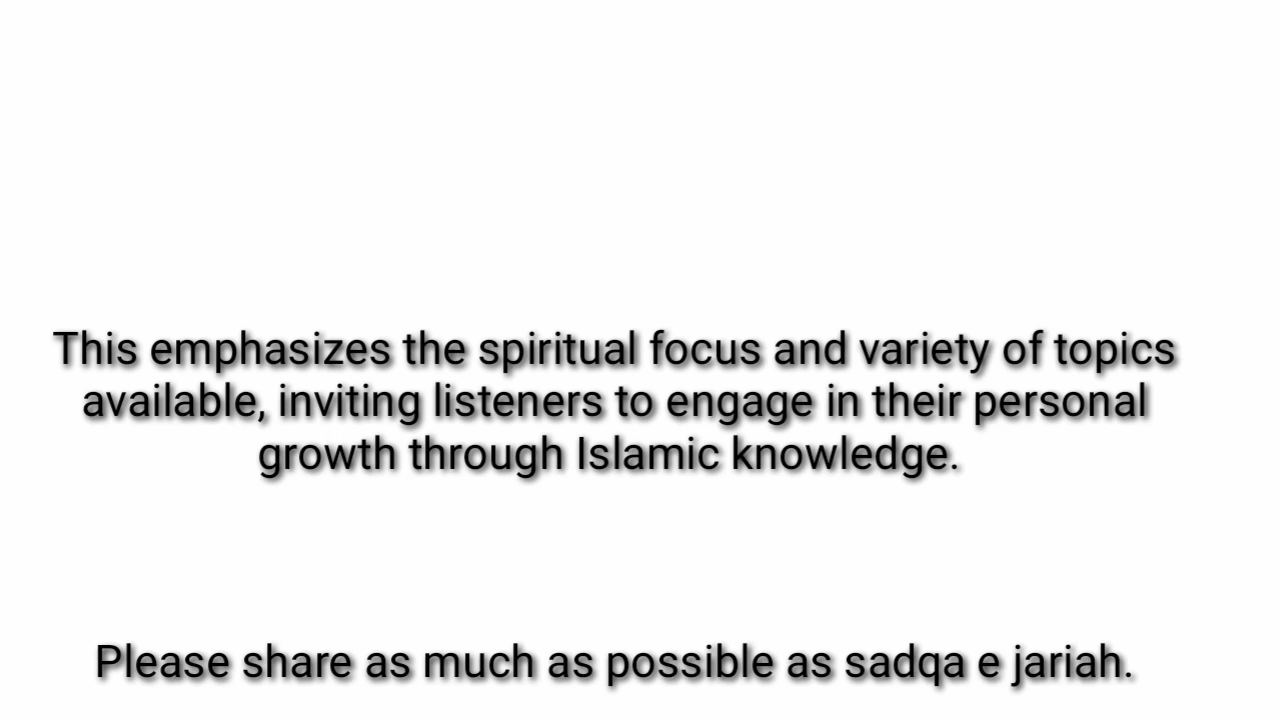 This emphasizes the spiritual focus and variety of topics
available, inviting listeners to engage in their personal
growth through Islamic knowledge.
Please share as much as possible as sadqa e jariah.